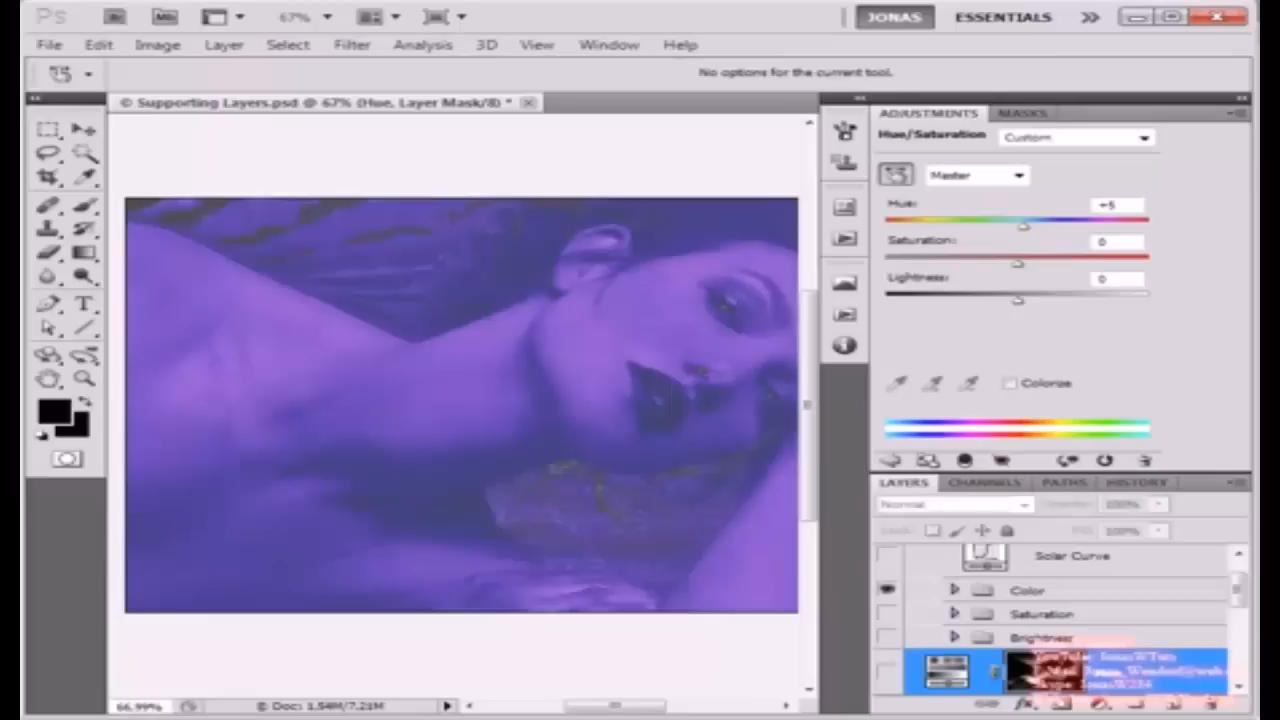 Ps Br Mb 67% JONAS ESSENTIALS
File Edit Image Layer Select Filter Analysis 3D View Window Help
No options for the current tool.
© Supporting Layers.psd @ 67% (Hue, Layer Mask/8) *
ADJUSTMENTS MASKS
Hue/Saturation Custom
Master
Hue: +5
Saturation: 0
Lightness: 0
Colorize
LAYERS CHANNELS PATHS HISTORY
Normal 100%
100%
Solar Curve
Color
Saturation
Brightness
66,99% © Doc: 1,54M/7,21M